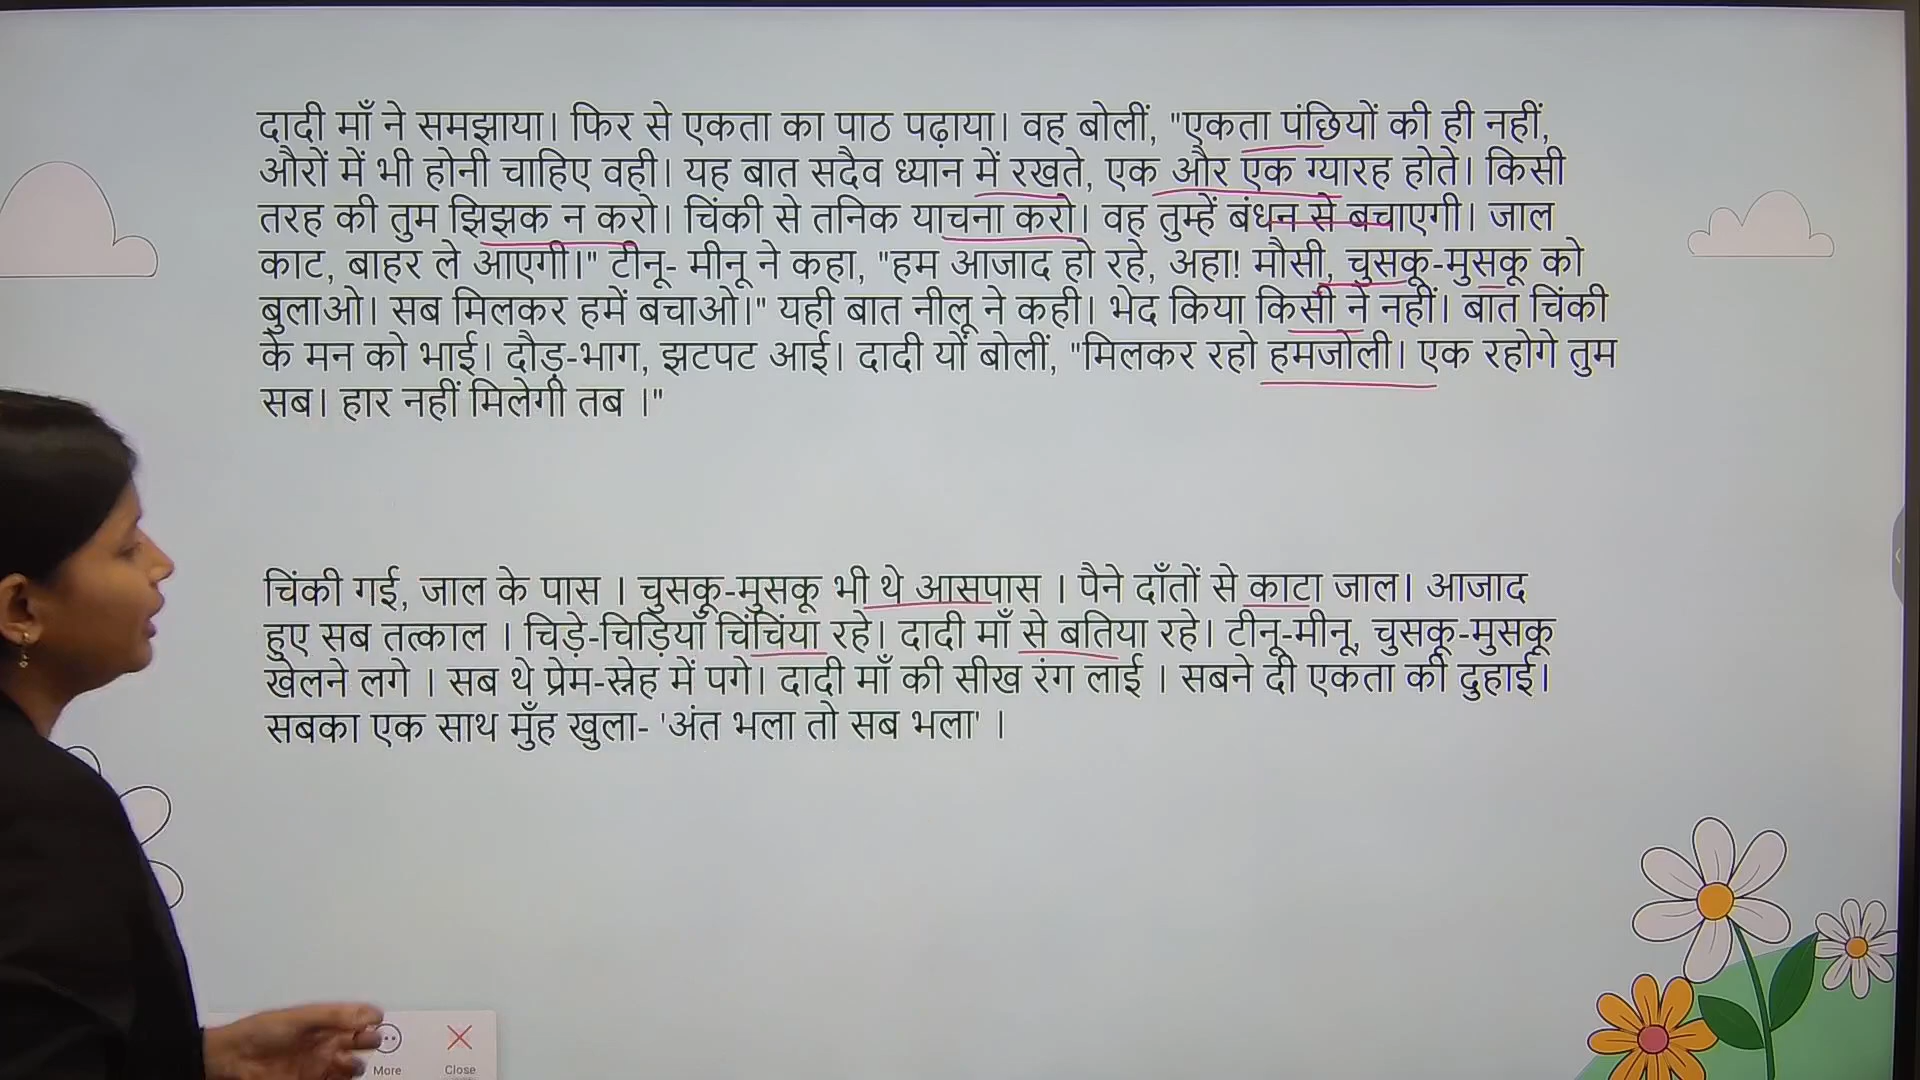 दादी माँ ने समझाया। फिर से एकता का पाठ पढ़ाया। वह बोलीं, "एकता पंछियों की ही नहीं,
औरों में भी होनी चाहिए वही। यह बात सदैव ध्यान में रखते, एक और एक ग्यारह होते। किसी
तरह की तुम झिझक न करो। चिंकी से तनिक याचना करो। वह तुम्हें बंधन से बचाएगी। जाल
काट, बाहर ले आएगी।" टीनू- मीनू ने कहा, "हम आजाद हो रहे, अहा! मौसी, चुसकू-मुसकू को
बुलाओ। सब मिलकर हमें बचाओ।" यही बात नीलू ने कही। भेद किया किसी ने नहीं। बात चिंकी
के मन को भाई। दौड़-भाग, झटपट आई। दादी यों बोलीं, "मिलकर रहो हमजोली। एक रहोगे तुम
सब। हार नहीं मिलेगी तब ।"
चिंकी गई, जाल के पास । चुसकू-मुसकू भी थे आसपास । पैने दाँतों से काटा जाल। आजाद
हुए सब तत्काल । चिड़े-चिड़ियाँ चिंचिंया रहे। दादी माँ से बतिया रहे। टीनू-मीनू, चुसकू-मुसकू
खेलने लगे । सब थे प्रेम-स्नेह में पगे। दादी माँ की सीख रंग लाई । सबने दी एकता की दुहाई।
सबका एक साथ मुँह खुला- 'अंत भला तो सब भला' ।
More
Close